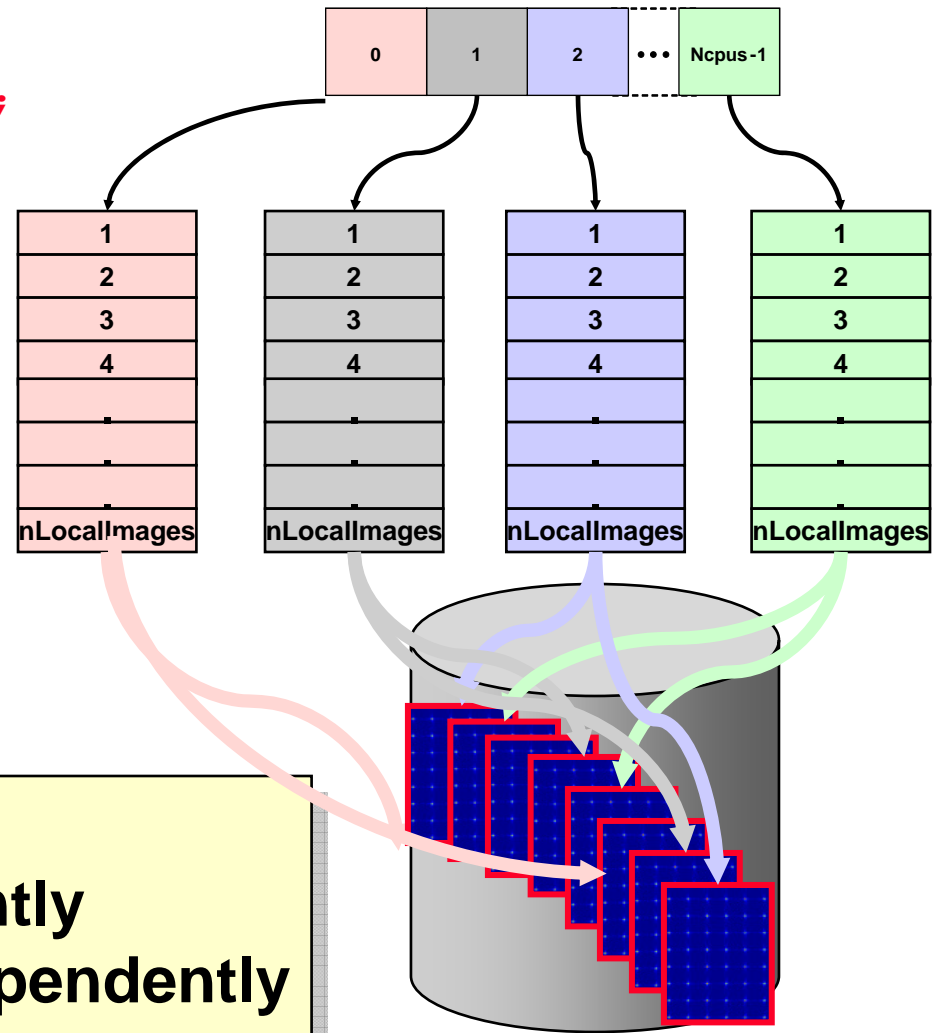 0 1 2 ••• Ncpus-1
1 1 1 1
2 2 2 2
3 3 3 3
4 4 4 4
. . . .
. . . .
. . . .
nLocalImages nLocalImages nLocalImages nLocalImages
ntly
pendently